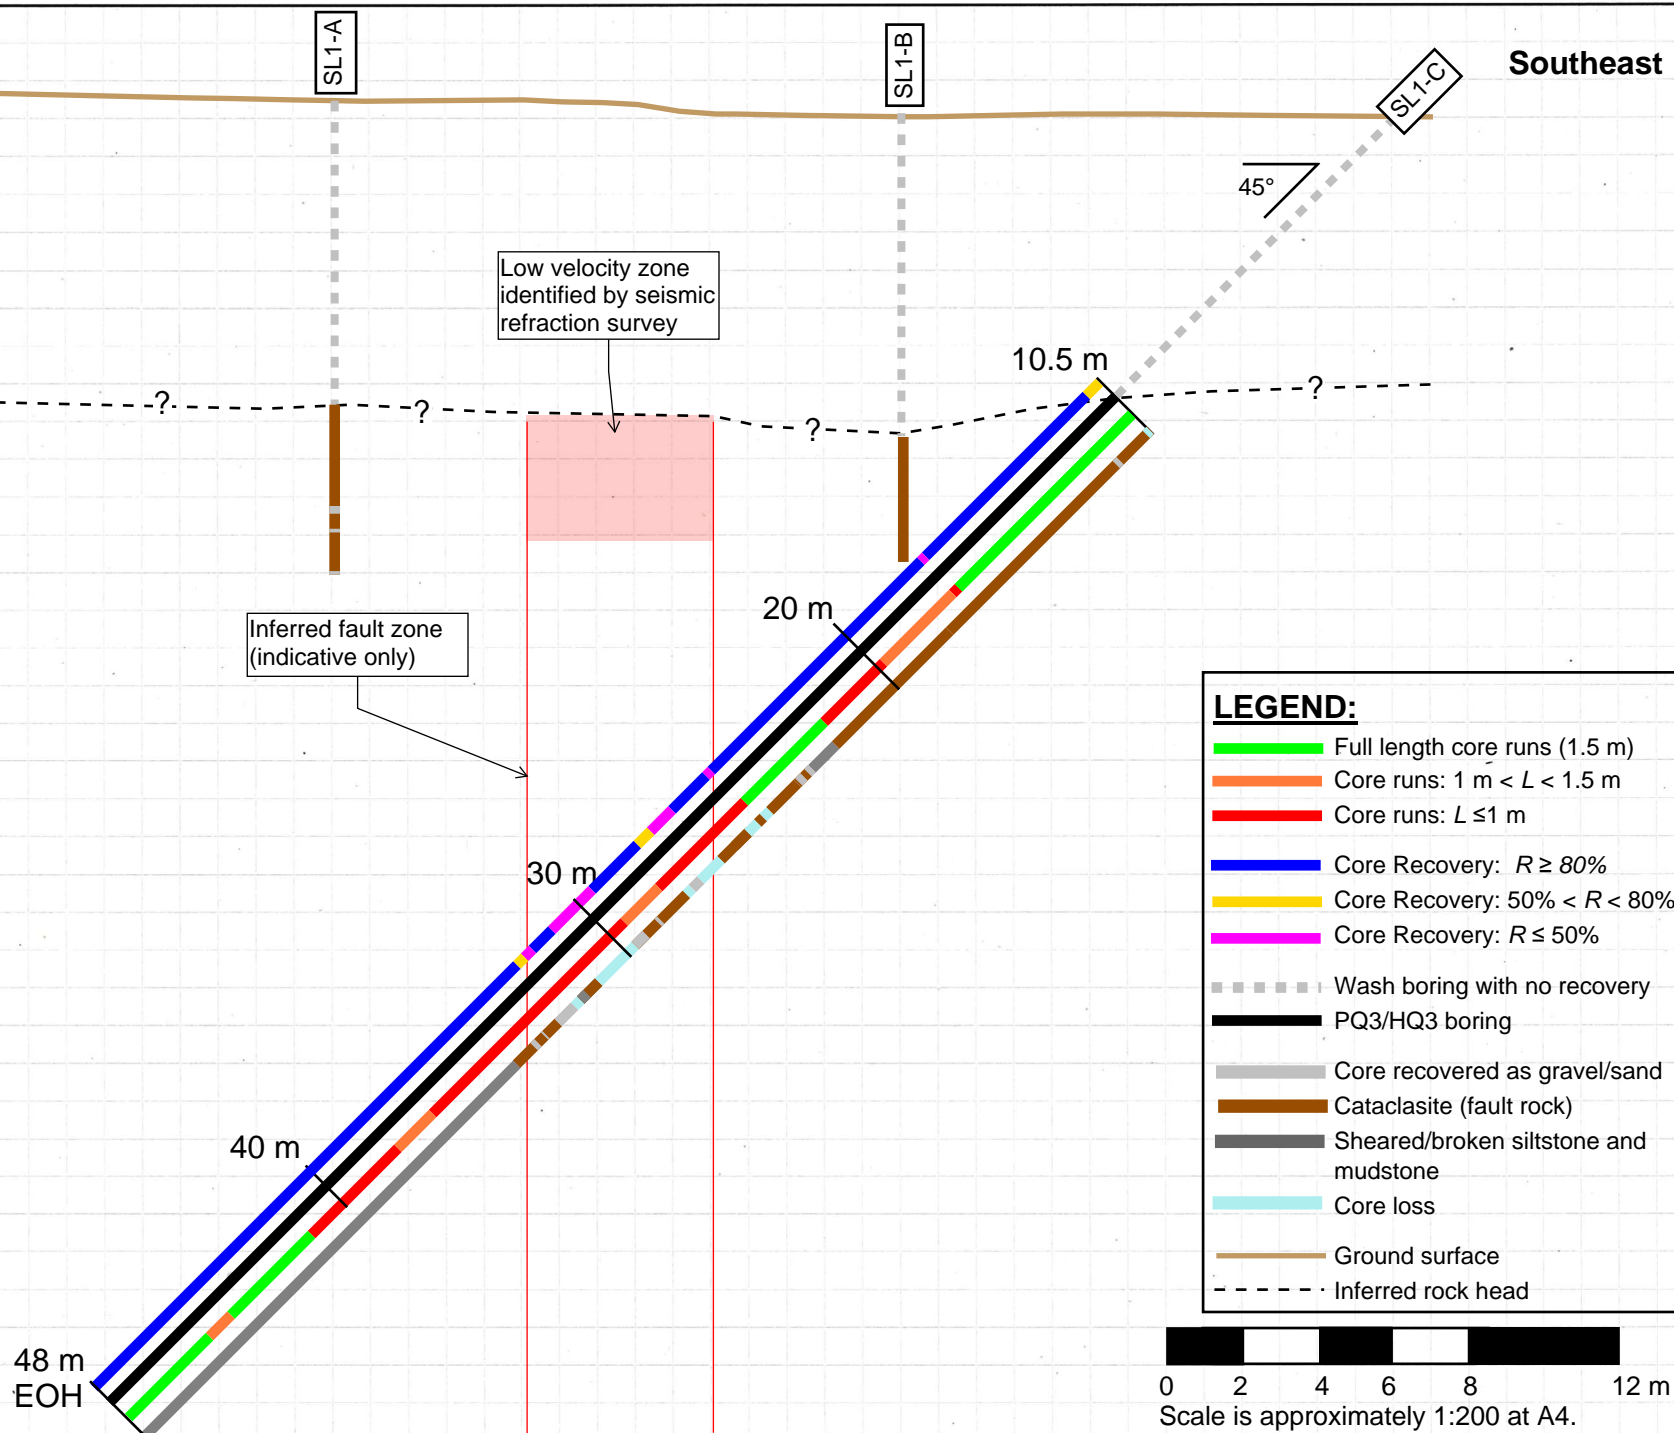 SL1-A
SL1-B
SL1-C
Southeast
45°
Low velocity zone
identified by seismic
refraction survey
10.5 m
?
?
?
?
20 m
Inferred fault zone
(indicative only)
30 m
40 m
48 m
EOH
LEGEND:
Full length core runs (1.5 m)
Core runs: 1 m < L < 1.5 m
Core runs: L ≤1 m
Core Recovery: R ≥ 80%
Core Recovery: 50% < R < 80%
Core Recovery: R ≤ 50%
Wash boring with no recovery
PQ3/HQ3 boring
Core recovered as gravel/sand
Cataclasite (fault rock)
Sheared/broken siltstone and
mudstone
Core loss
Ground surface
Inferred rock head
0 2 4 6 8 12 m
Scale is approximately 1:200 at A4.